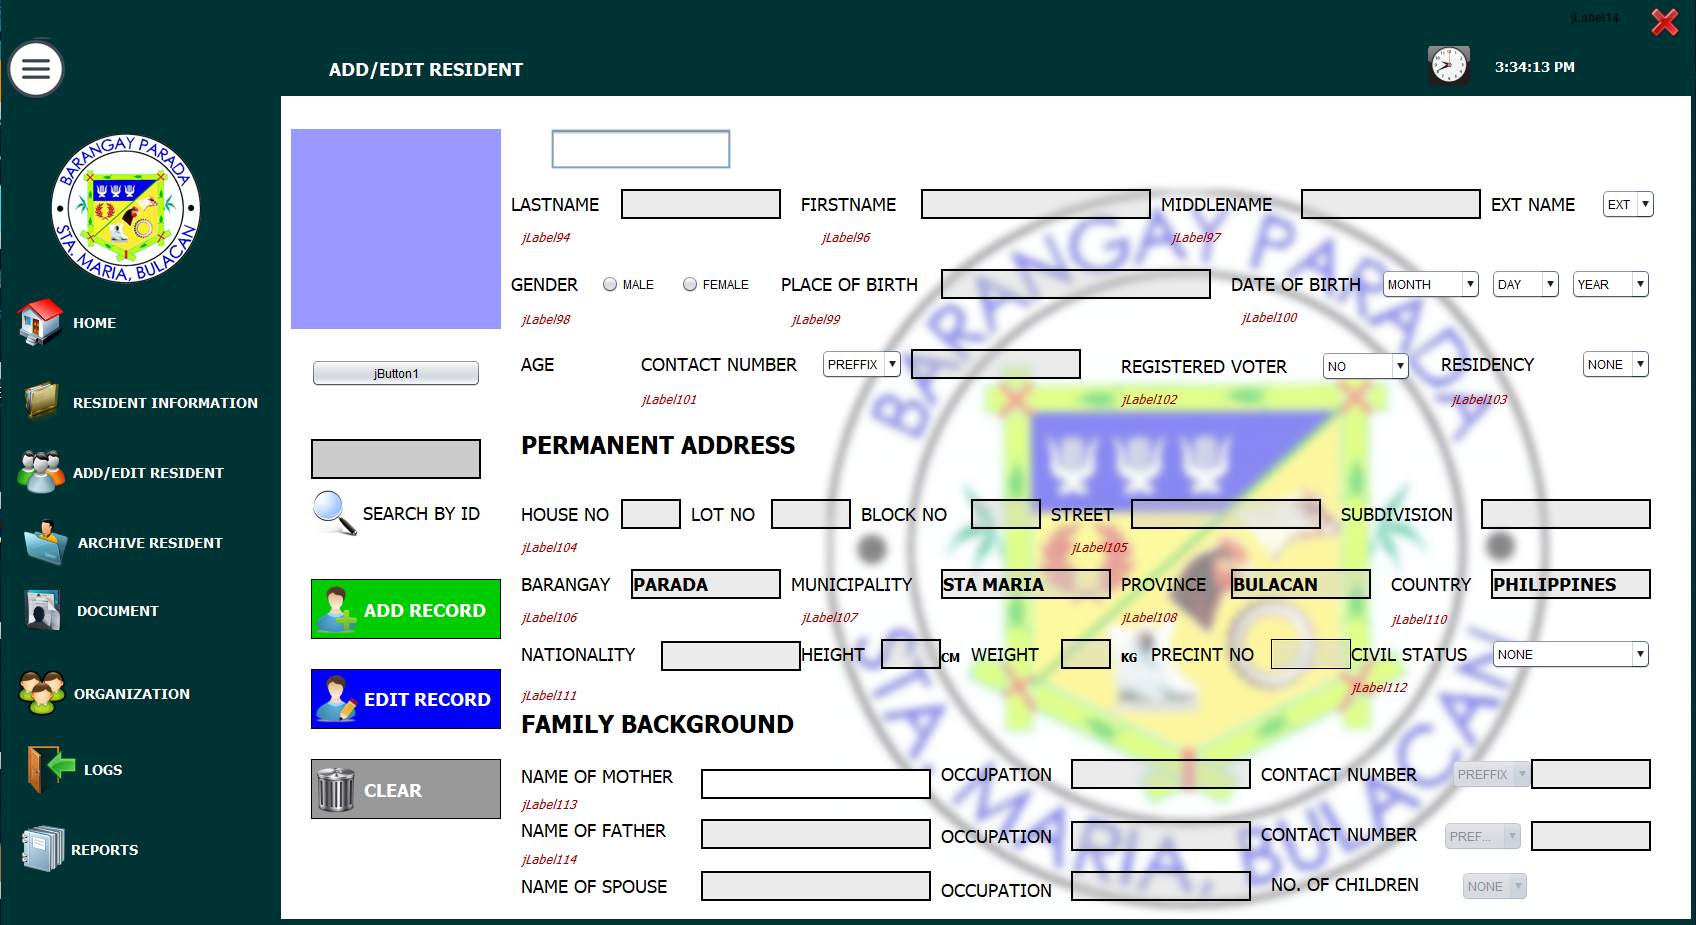 jLabel14
ADD/EDIT RESIDENT
3:34:13 PM
BARANGAY PARADA
STA. MARIA, BULACAN
HOME
RESIDENT INFORMATION
ADD/EDIT RESIDENT
ARCHIVE RESIDENT
DOCUMENT
ORGANIZATION
LOGS
REPORTS
jButton1
SEARCH BY ID
ADD RECORD
EDIT RECORD
CLEAR
BARANGAY PARADA
STA. MARIA, BULACAN
LASTNAME FIRSTNAME MIDDLENAME EXT NAME EXT
jLabel94 jLabel96 jLabel97
GENDER MALE FEMALE PLACE OF BIRTH DATE OF BIRTH MONTH DAY YEAR
jLabel98 jLabel99 jLabel100
AGE CONTACT NUMBER PREFFIX REGISTERED VOTER NO RESIDENCY NONE
jLabel101 jLabel102 jLabel103
PERMANENT ADDRESS
HOUSE NO LOT NO BLOCK NO STREET SUBDIVISION
jLabel104 jLabel105
BARANGAY PARADA MUNICIPALITY STA MARIA PROVINCE BULACAN COUNTRY PHILIPPINES
jLabel106 jLabel107 jLabel108 jLabel110
NATIONALITY HEIGHT CM WEIGHT KG PRECINT NO CIVIL STATUS NONE
jLabel111 jLabel112
FAMILY BACKGROUND
NAME OF MOTHER OCCUPATION CONTACT NUMBER PREFFIX
jLabel113
NAME OF FATHER OCCUPATION CONTACT NUMBER PREF...
jLabel114
NAME OF SPOUSE OCCUPATION NO. OF CHILDREN NONE